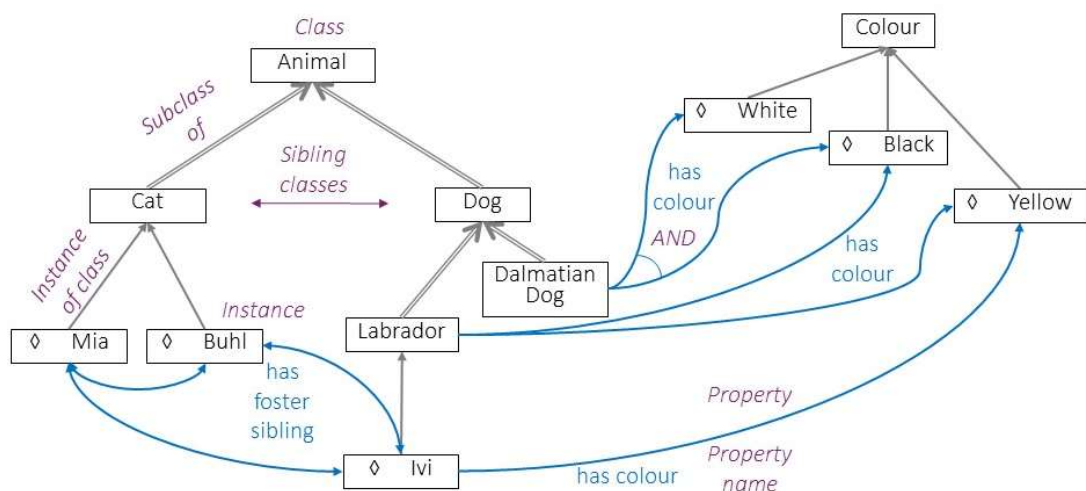 Class
Animal
Subclass
of
Sibling
classes
Cat
Dog
Instance
of class
Instance
◊ Mia
◊ Buhl
Labrador
Dalmatian
Dog
has
foster
sibling
◊ Ivi
Colour
◊ White
◊ Black
◊ Yellow
has
colour
AND
has
colour
Property
has colour
Property
name